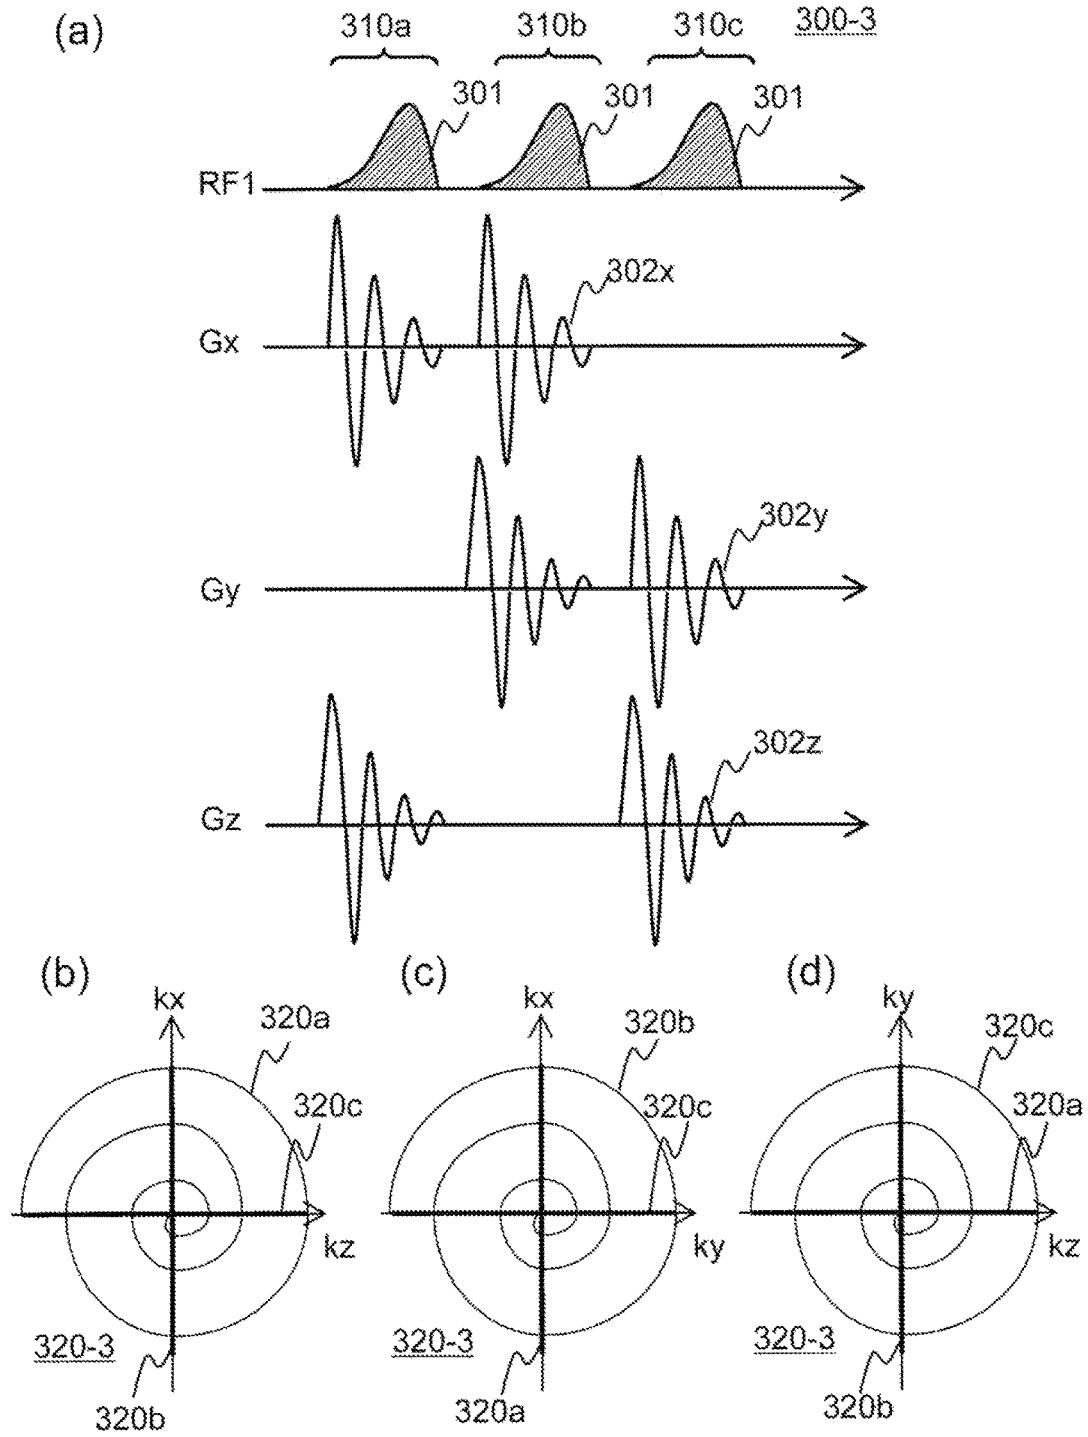 (a) 310a 310b 310c 300-3
301 301 301
RF1
302x
Gx
302y
Gy
302z
Gz
(b) (c) (d)
kx kx ky
320a 320b 320c
320c 320c 320a
kz ky kz
320-3 320-3 320-3
320b 320a 320b